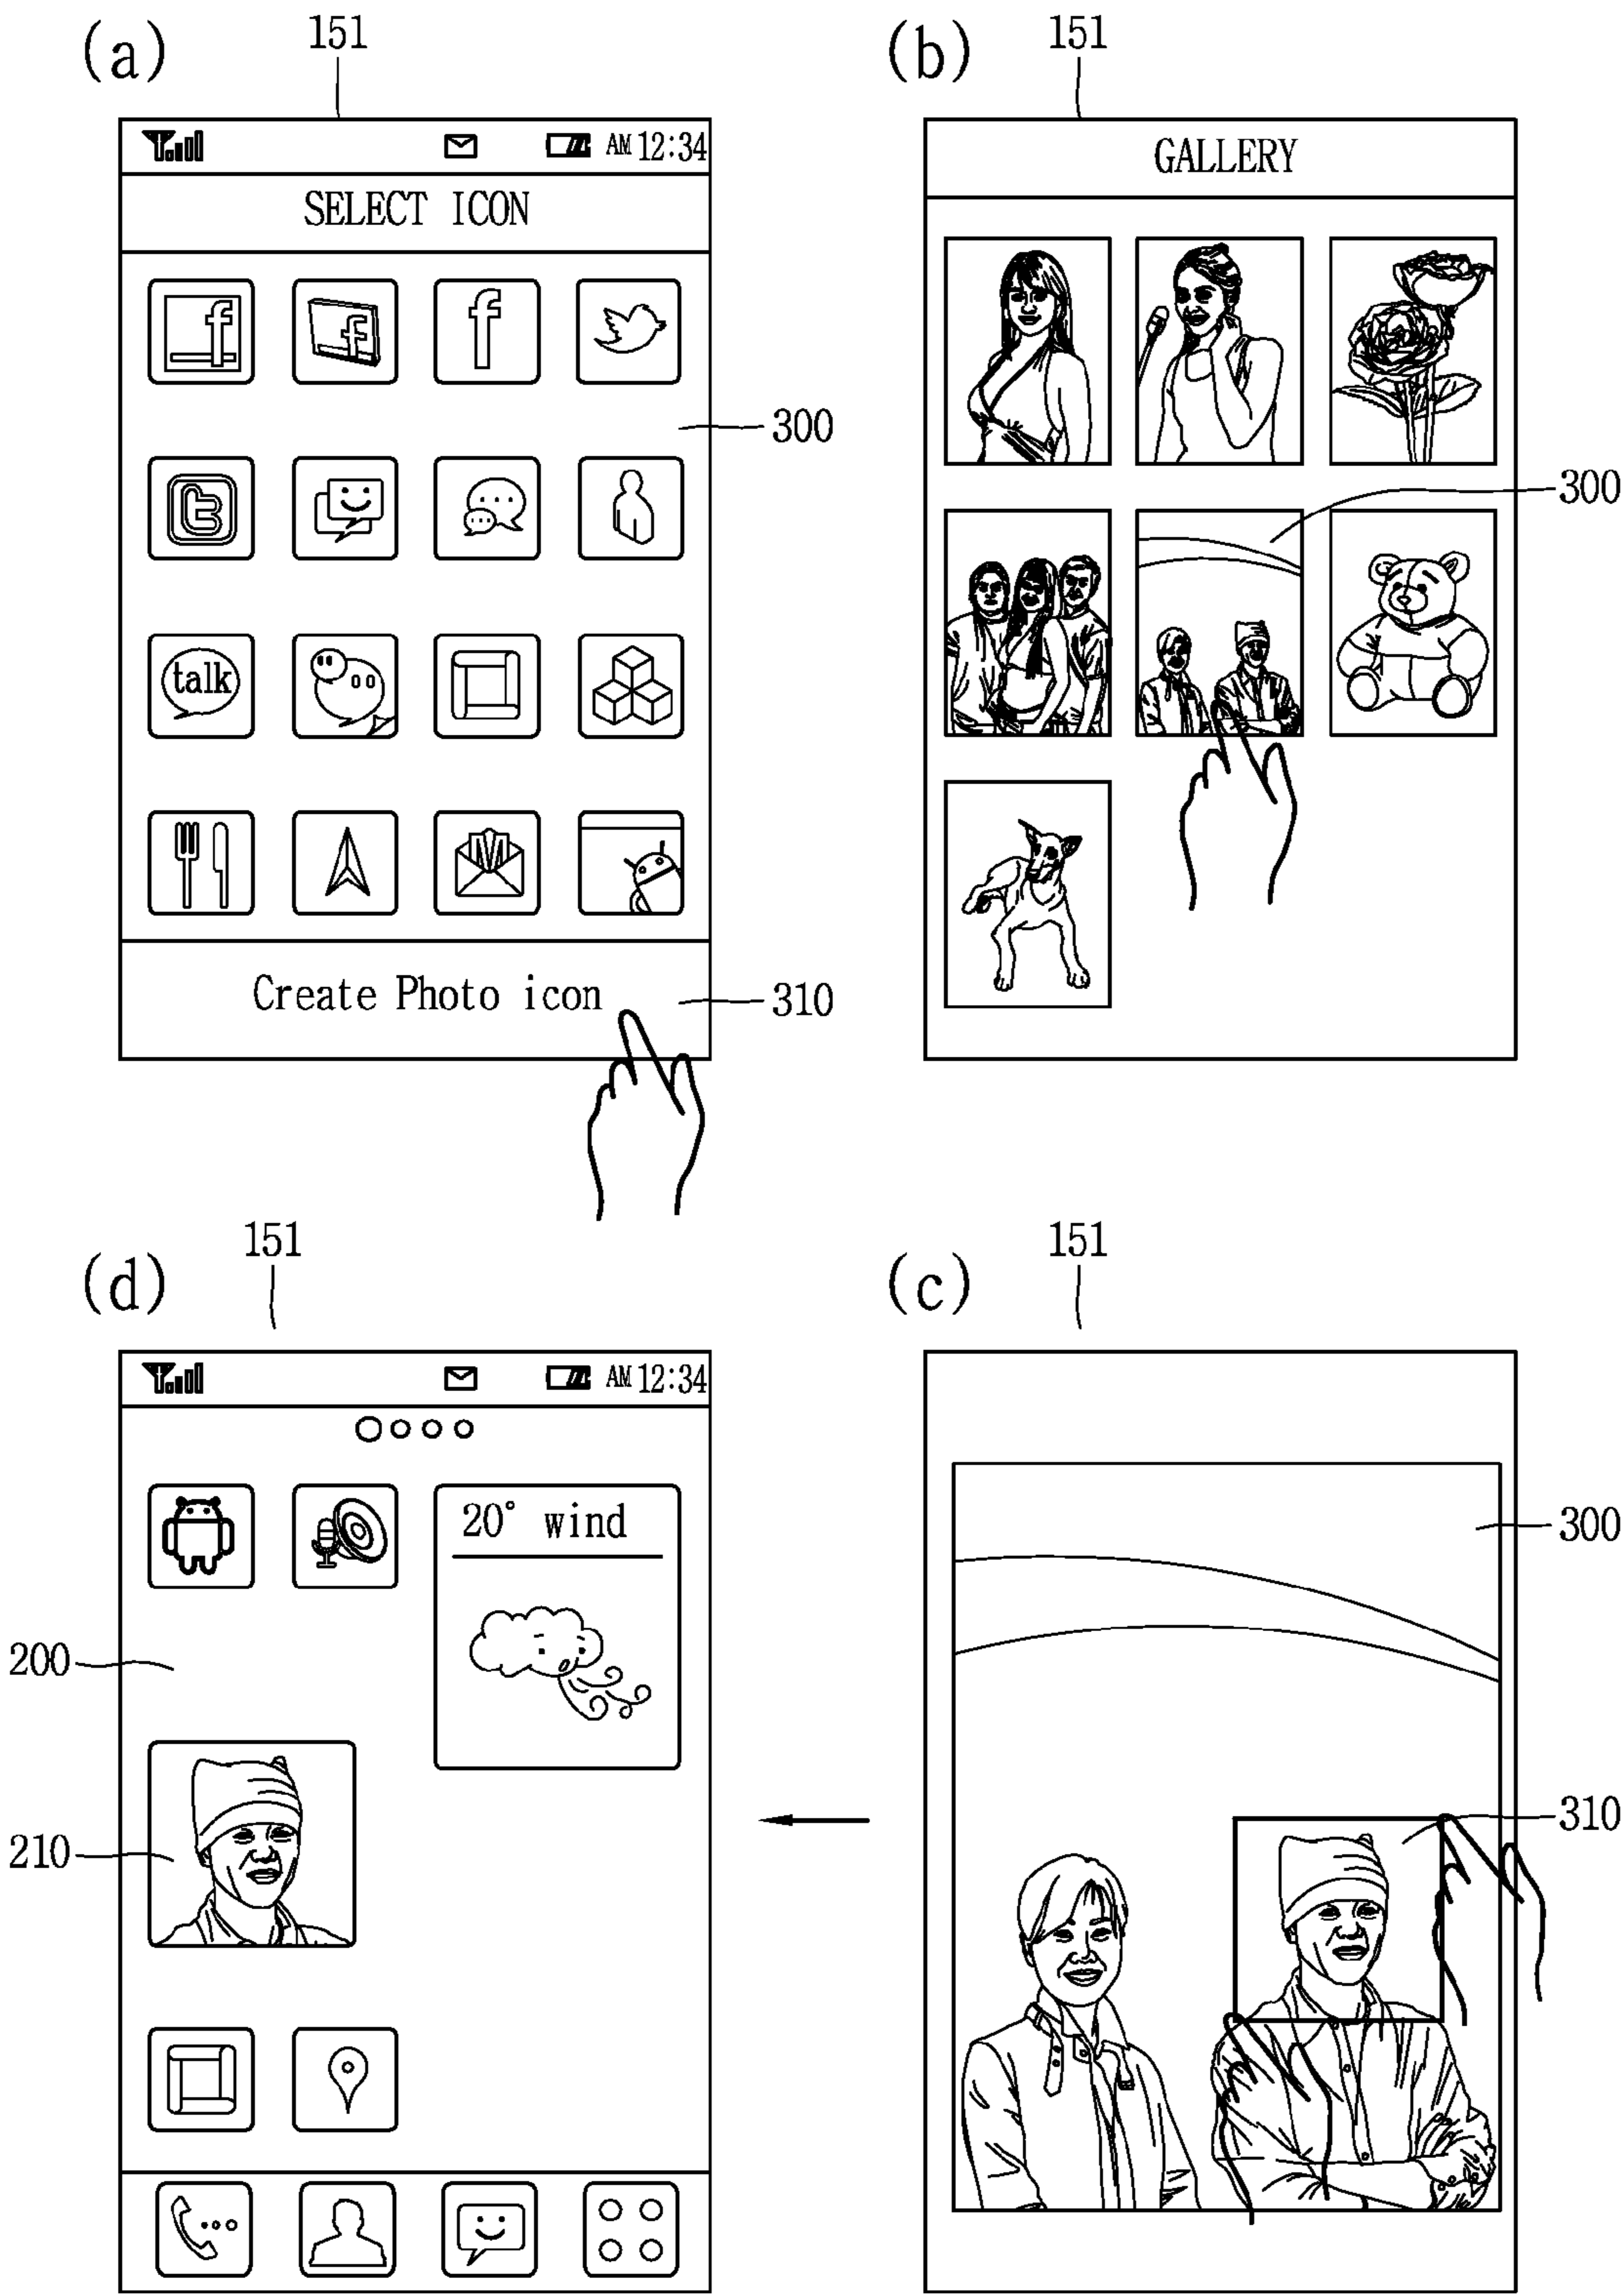 (a)
151
AM 12:34
SELECT ICON
f
f
f
300
t
talk
Create Photo icon
310
(b)
151
GALLERY
300
(d)
151
AM 12:34
20° wind
200
210
(c)
151
300
310